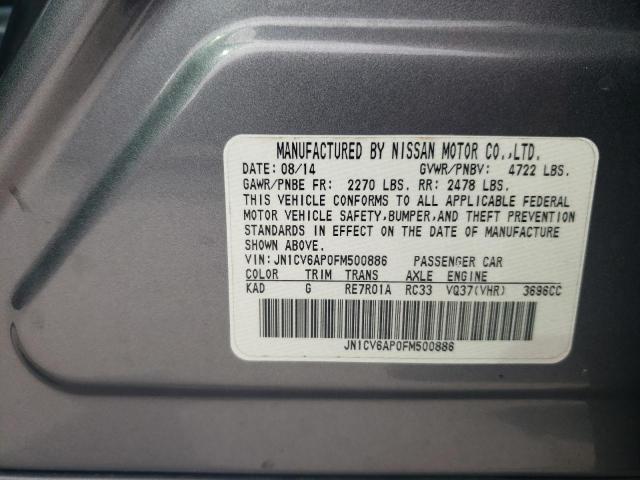 MANUFACTURED BY NISSAN MOTOR CO.,LTD.
DATE: 08/14 GVWR/PNBV: 4722 LBS.
GAWR/PNBE FR: 2270 LBS. RR: 2478 LBS.
THIS VEHICLE CONFORMS TO ALL APPLICABLE FEDERAL
MOTOR VEHICLE SAFETY,BUMPER,AND THEFT PREVENTION
STANDARDS IN EFFECT ON THE DATE OF MANUFACTURE
SHOWN ABOVE.
VIN:JN1CV6AP0FM500886 PASSENGER CAR
COLOR TRIM TRANS AXLE ENGINE
KAD G RE7R01A RC33 VQ37(VHR) 3696CC
JN1CV6AP0FM500886